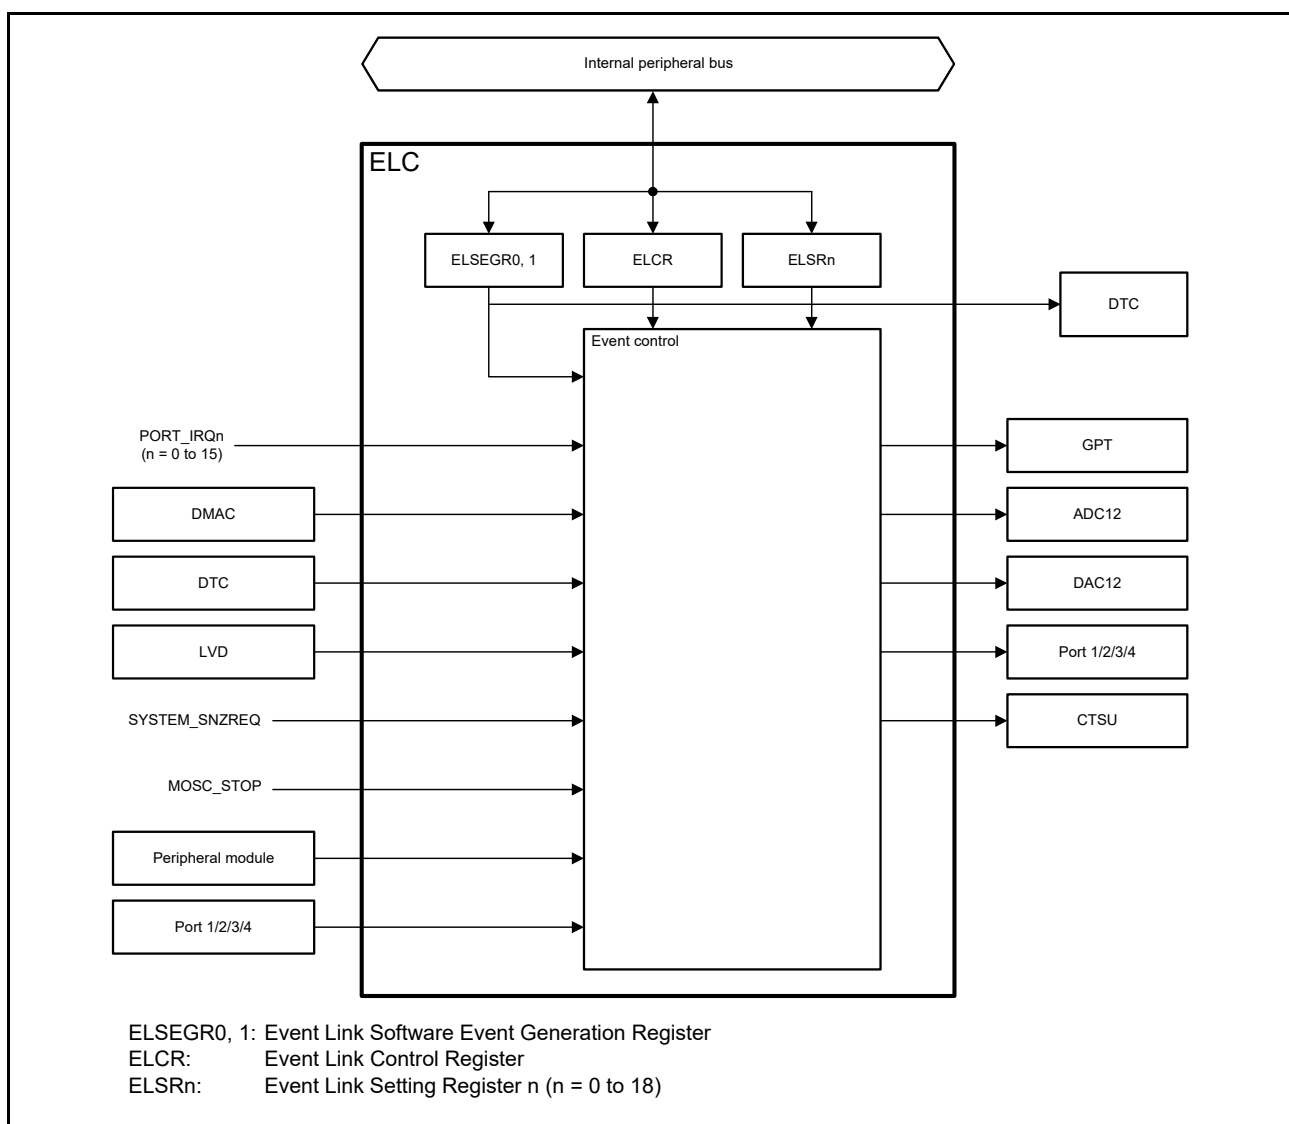 Internal peripheral bus
ELC
ELSEGR0, 1
ELCR
ELSRn
DTC
Event control
PORT_IRQn
(n = 0 to 15)
GPT
DMAC
ADC12
DTC
DAC12
LVD
Port 1/2/3/4
SYSTEM_SNZREQ
CTSU
MOSC_STOP
Peripheral module
Port 1/2/3/4
ELSEGR0, 1: Event Link Software Event Generation Register
ELCR: Event Link Control Register
ELSRn: Event Link Setting Register n (n = 0 to 18)